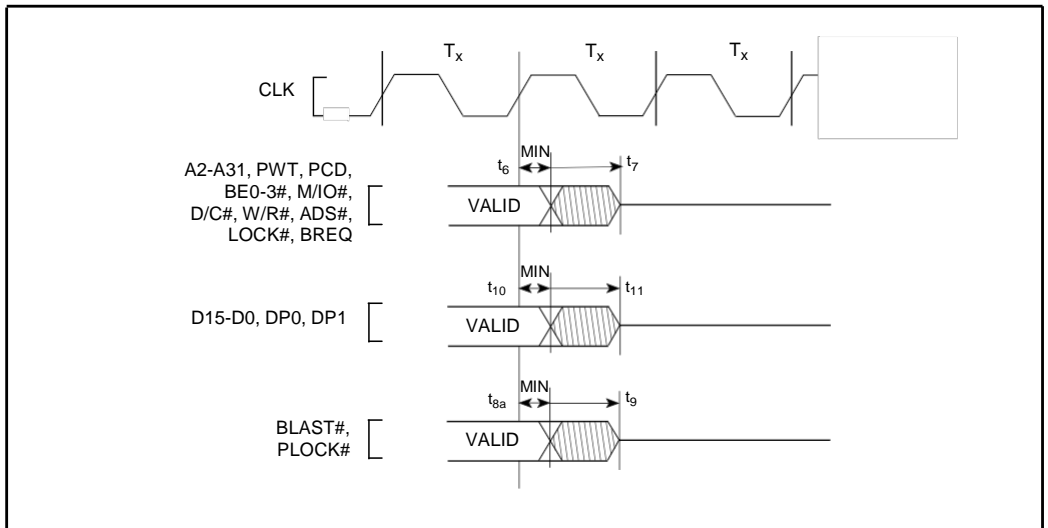 Tx Tx Tx
CLK
MIN
t6 t7
A2-A31, PWT, PCD,
BE0-3#, M/IO#,
D/C#, W/R#, ADS#,
LOCK#, BREQ
VALID
MIN
t10 t11
D15-D0, DP0, DP1
VALID
MIN
t8a t9
BLAST#,
PLOCK#
VALID